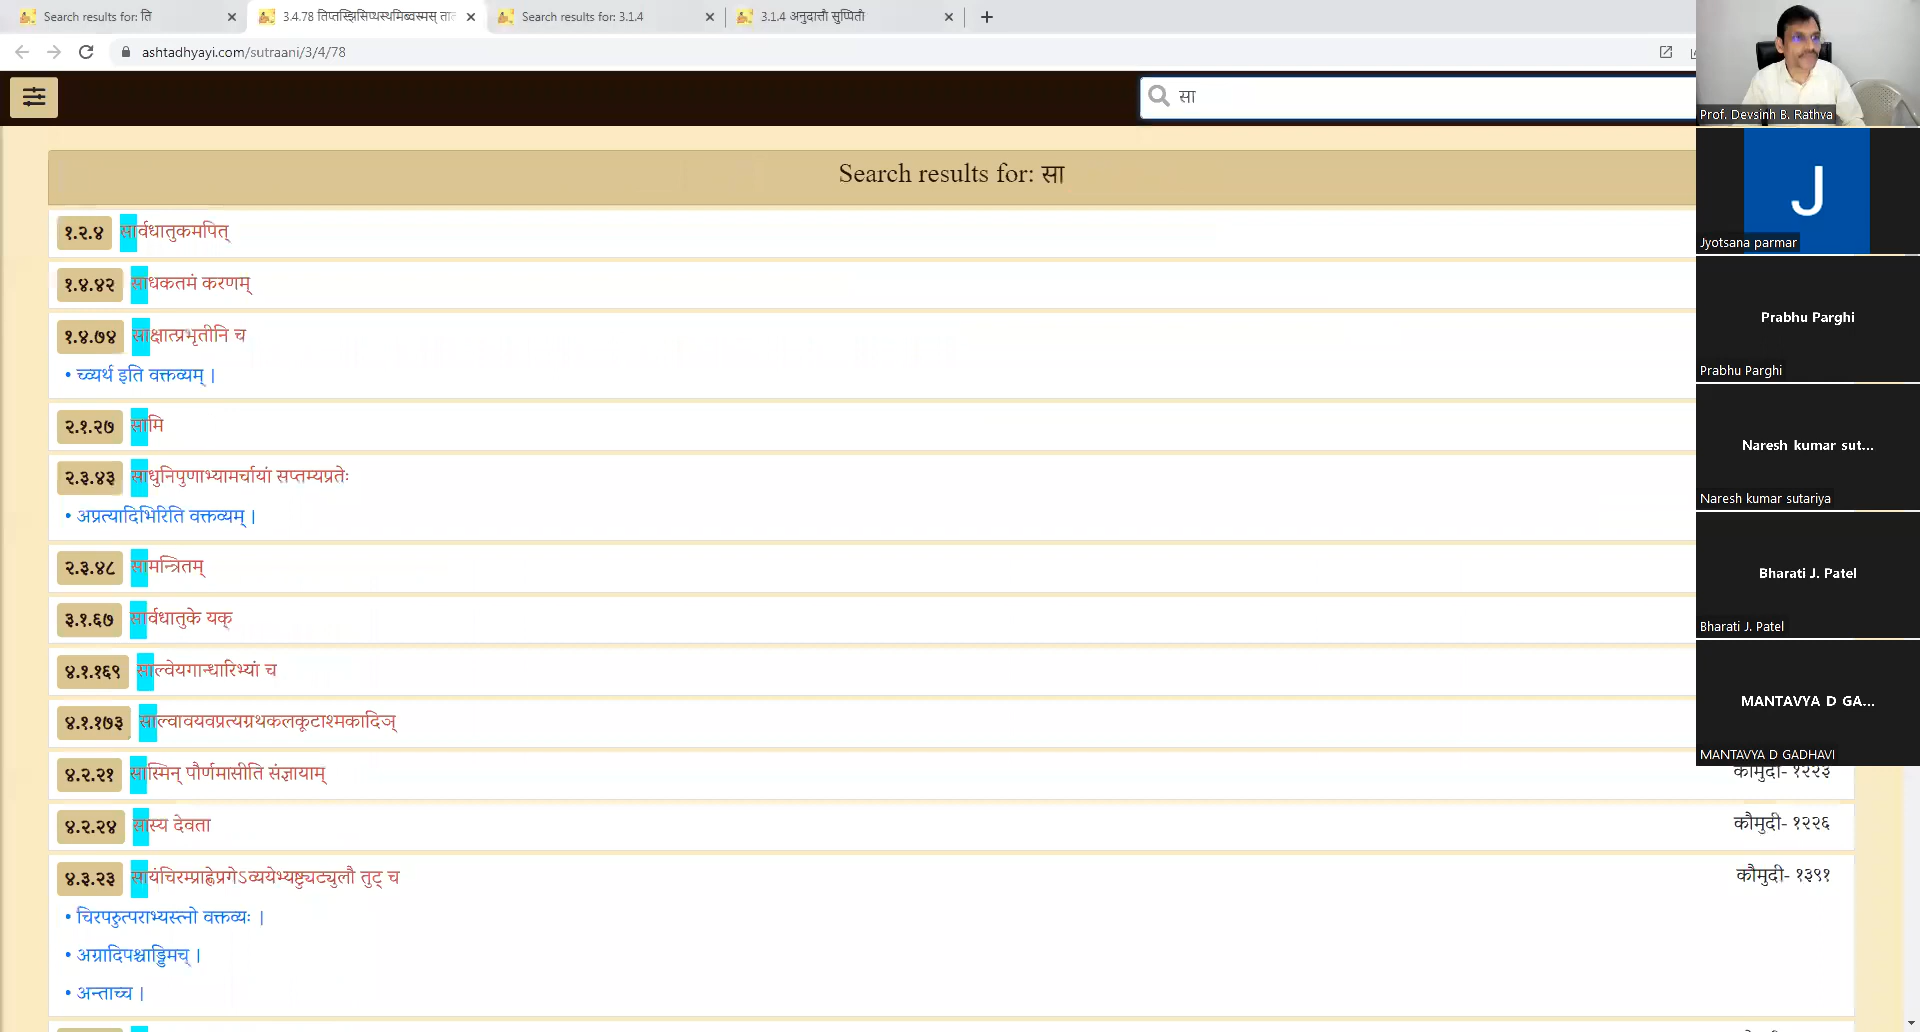 Search results for: ति
3.4.78 तिप्तस्झिसिप्थस्थमिब्वस्मस् ता
Search results for: 3.1.4
3.1.4 अनुदात्तौ सुप्पितौ
ashtadhyayi.com/sutraani/3/4/78
सा
Search results for: सा
१.२.४ सार्वधातुकमपित्
१.४.४२ साधकतमं करणम्
१.४.७४ साक्षात्प्रभृतीनि च
• च्व्यर्थ इति वक्तव्यम् |
२.१.२७ सामि
२.३.४३ साधुनिपुणाभ्यामर्चायां सप्तम्यप्रतेः
• अप्रत्यादिभिरिति वक्तव्यम् |
२.३.४८ सामन्त्रितम्
३.१.६७ सार्वधातुके यक्
४.१.१६९ साल्वेयगान्धारिभ्यां च
४.१.१७३ साल्वावयवप्रत्यग्रथकलकूटाश्मकादिञ्
४.२.२१ सास्मिन् पौर्णमासीति संज्ञायाम्
कौमुदी- १२२३
४.२.२४ सास्य देवता
कौमुदी- १२२६
४.३.२३ सायंचिरम्प्राह्णेप्रगेऽव्ययेभ्यष्ट्युट्युलौ तुट् च
कौमुदी- १३९१
• चिरपरुत्परारिभ्यस्त्नो वक्तव्यः |
• अग्रादिपश्चाड्डिमच् |
• अन्ताच्च |
Prof. Devsinh B. Rathva
J
Jyotsana parmar
Prabhu Parghi
Prabhu Parghi
Naresh kumar sut...
Naresh kumar sutariya
Bharati J. Patel
Bharati J. Patel
MANTAVYA D GA...
MANTAVYA D GADHAVI